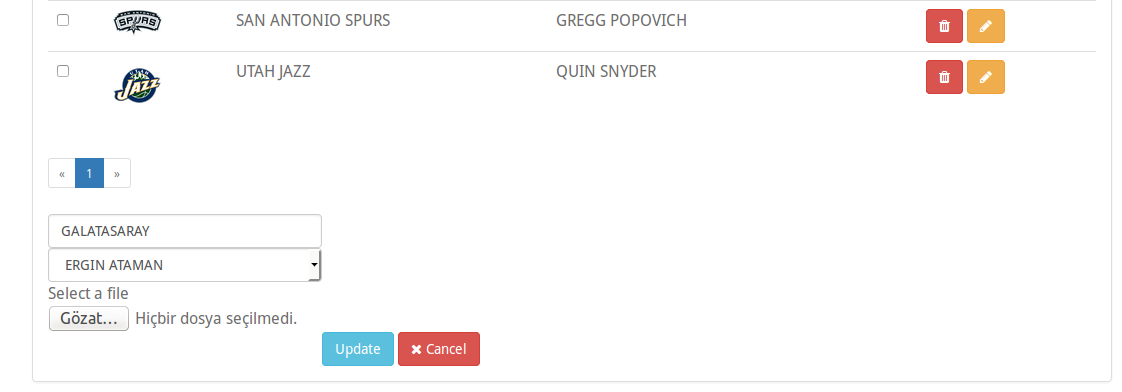 SPURS SAN ANTONIO SPURS GREGG POPOVICH
JAZZ UTAH JAZZ QUIN SNYDER
« 1 »
GALATASARAY
ERGIN ATAMAN
Select a file
Gözat... Hiçbir dosya seçilmedi.
Update Cancel